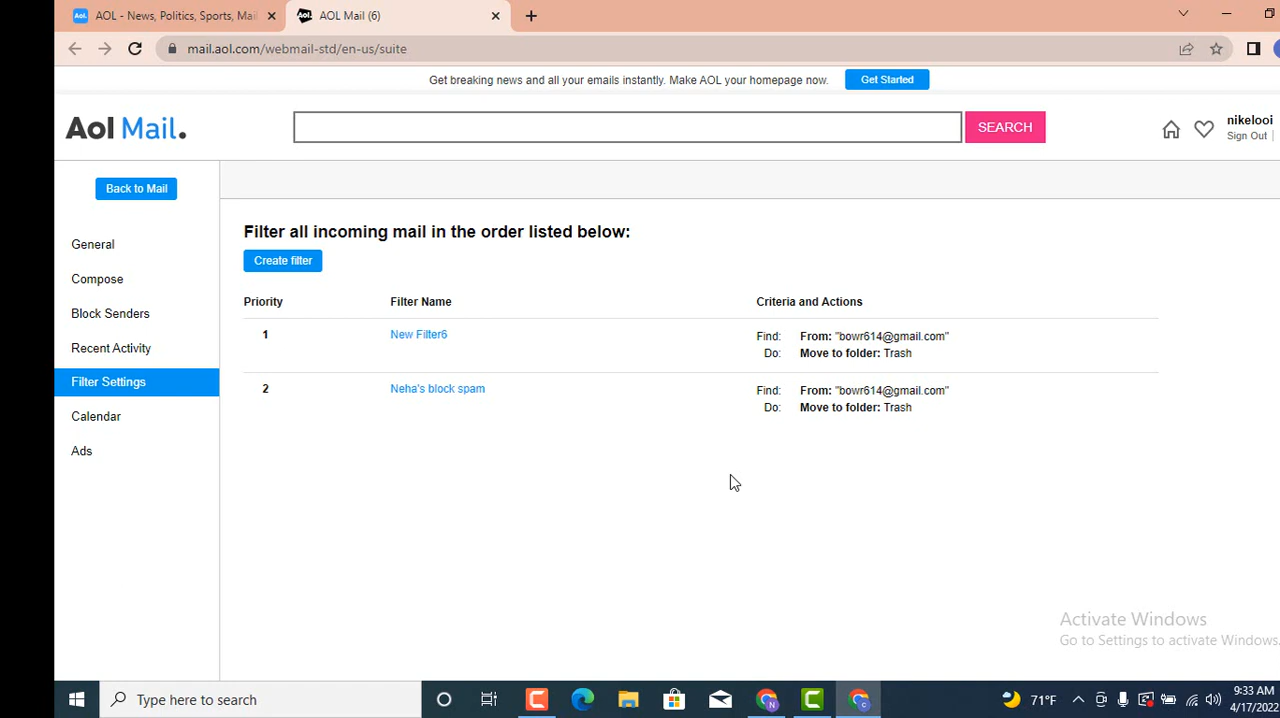 AOL - News, Politics, Sports, Mail
AOL Mail (6)
mail.aol.com/webmail-std/en-us/suite
Get breaking news and all your emails instantly. Make AOL your homepage now.
Get Started
Aol Mail.
SEARCH
nikelooi
Sign Out
Back to Mail
General
Compose
Block Senders
Recent Activity
Filter Settings
Calendar
Ads
Filter all incoming mail in the order listed below:
Create filter
Priority Filter Name Criteria and Actions
1 New Filter6 Find: From: "bowr614@gmail.com"
Do: Move to folder: Trash
2 Neha's block spam Find: From: "bowr614@gmail.com"
Do: Move to folder: Trash
Activate Windows
Go to Settings to activate Windows.
Type here to search
N
C
71°F
9:33 AM
4/17/2022